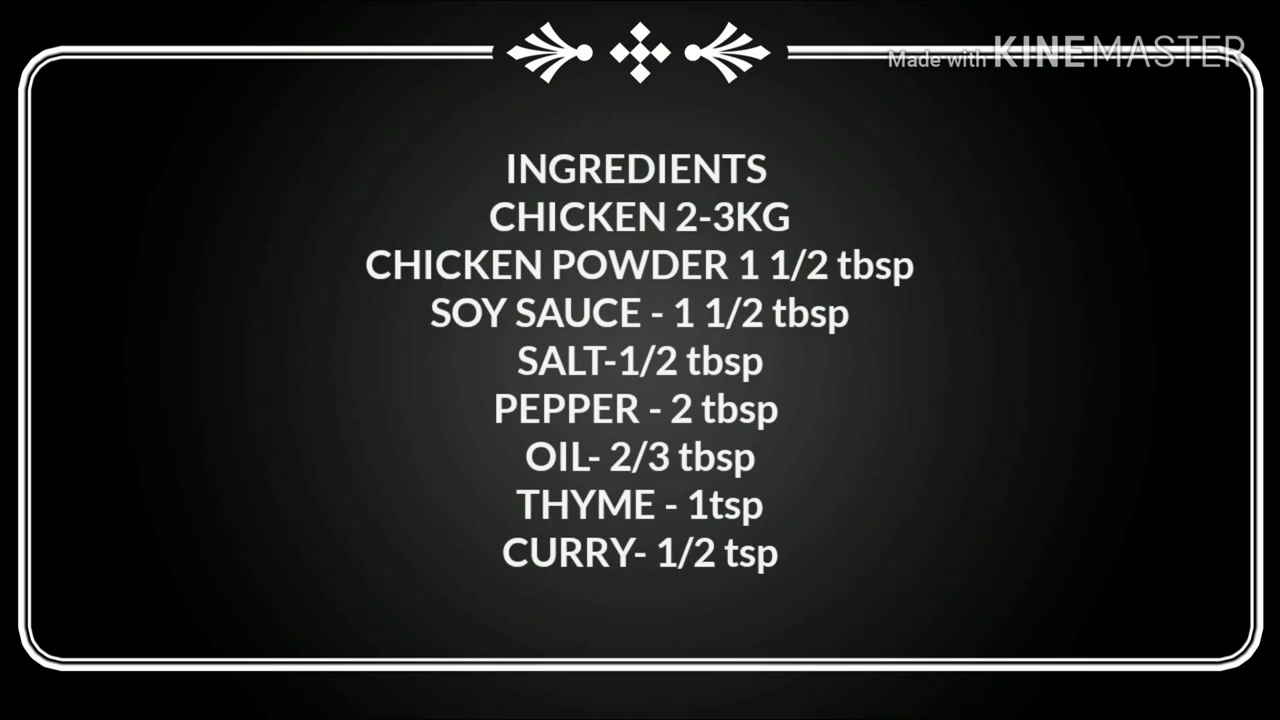 Made with KINEMASTER
INGREDIENTS
CHICKEN 2-3KG
CHICKEN POWDER 1 1/2 tbsp
SOY SAUCE - 1 1/2 tbsp
SALT-1/2 tbsp
PEPPER - 2 tbsp
OIL- 2/3 tbsp
THYME - 1tsp
CURRY- 1/2 tsp